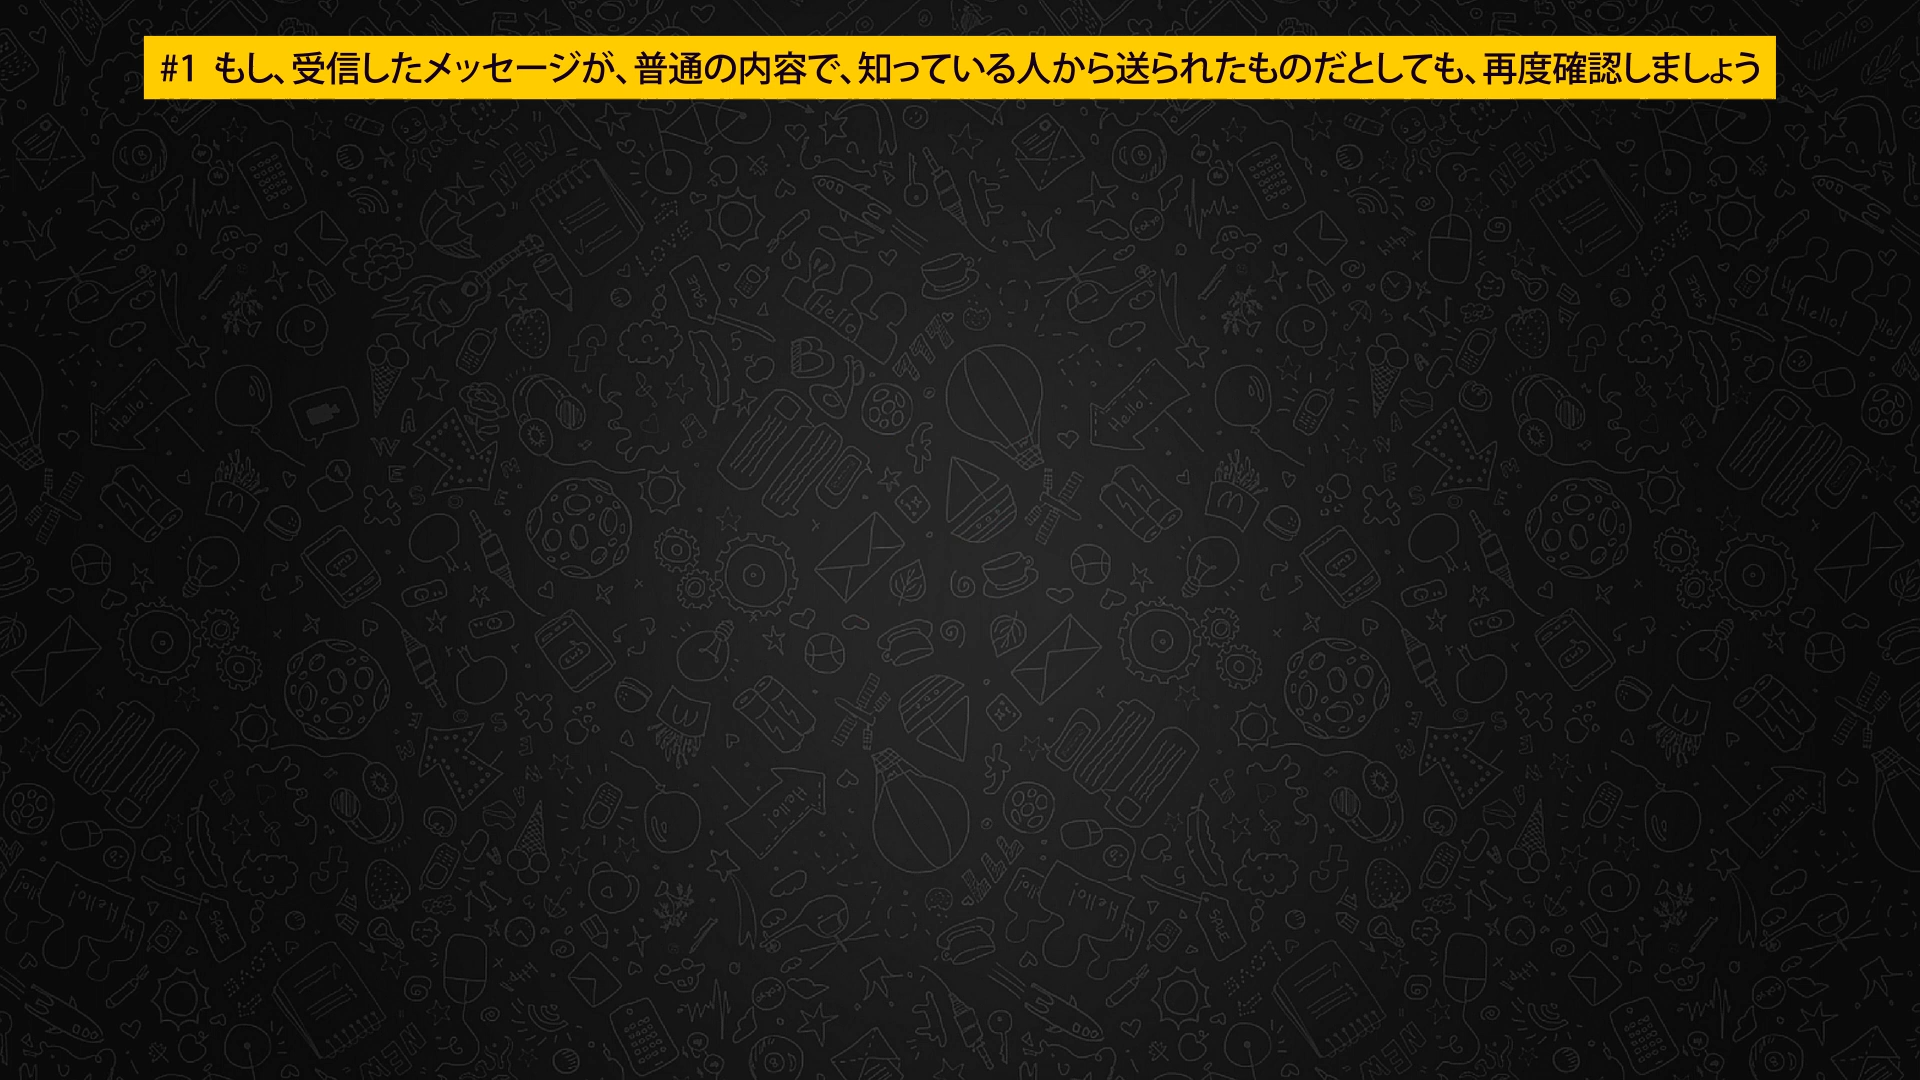 #1 もし、受信したメッセージが、普通の内容で、知っている人から送られたものだとしても、再度確認しましょう